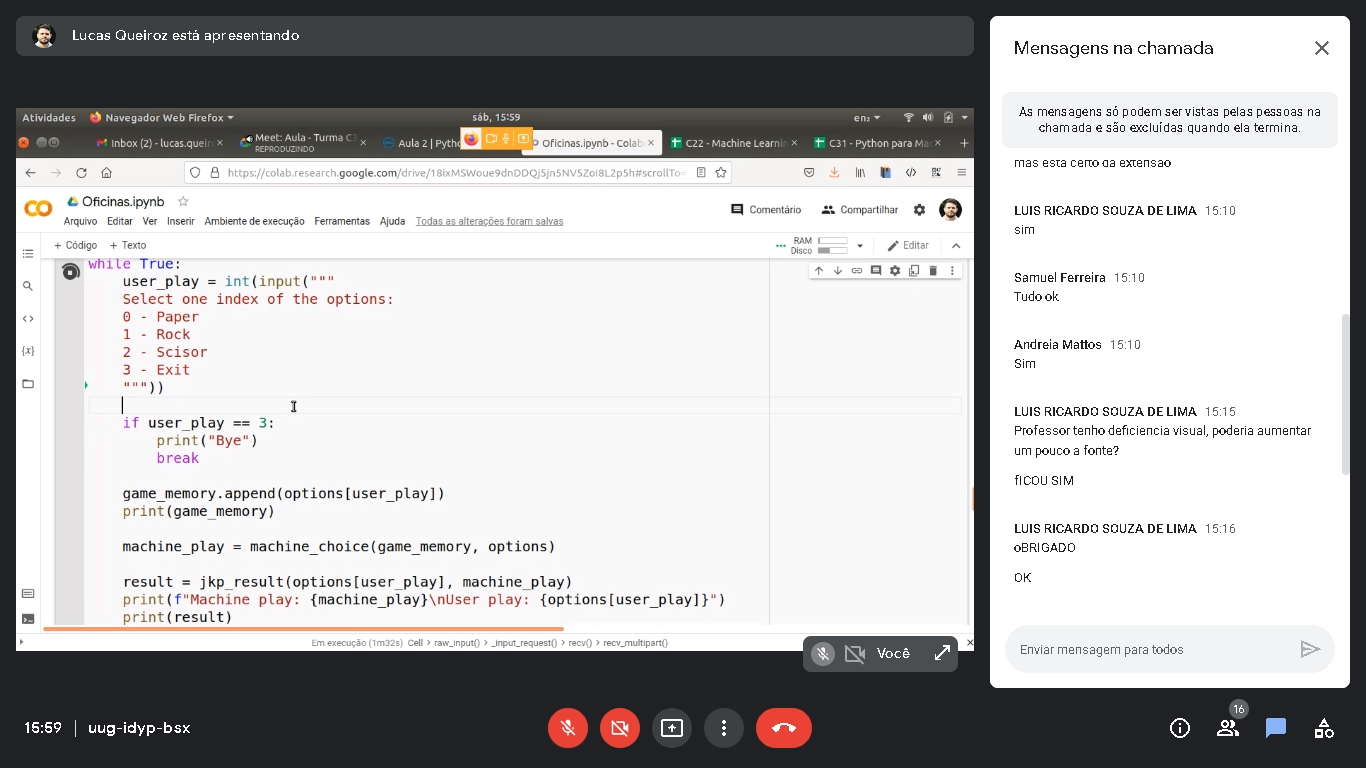 Lucas Queiroz está apresentando
Atividades
Navegador Web Firefox
sáb, 15:59
en₂
Inbox (2) - lucas.queir
Meet: Aula - Turma C3
REPRODUZINDO
Aula 2 | Pytho
Oficinas.ipynb - Colab
C22 - Machine Learnin
C31 - Python para Ma
https://colab.research.google.com/drive/18ixMSWoue9dnDDQj5jn5NV5ZoI8L2p5h#scrollTo=
Oficinas.ipynb
Arquivo Editar Ver Inserir Ambiente de execução Ferramentas Ajuda Todas as alterações foram salvas
Comentário
Compartilhar
+ Código + Texto
RAM
Disco
Editar
while True:
user_play = int(input("""
Select one index of the options:
0 - Paper
1 - Rock
2 - Scisor
3 - Exit
"""))
if user_play == 3:
print("Bye")
break
game_memory.append(options[user_play])
print(game_memory)
machine_play = machine_choice(game_memory, options)
result = jkp_result(options[user_play], machine_play)
print(f"Machine play: {machine_play}\nUser play: {options[user_play]}")
print(result)
Em execução (1m32s) Cell > raw_input() > _input_request() > recv() > recv_multipart()
Você
15:59 | uug-idyp-bsx
Mensagens na chamada
As mensagens só podem ser vistas pelas pessoas na
chamada e são excluídas quando ela termina.
mas esta certo da extensao
LUIS RICARDO SOUZA DE LIMA 15:10
sim
Samuel Ferreira 15:10
Tudo ok
Andreia Mattos 15:10
Sim
LUIS RICARDO SOUZA DE LIMA 15:15
Professor tenho deficiencia visual, poderia aumentar
um pouco a fonte?
fICOU SIM
LUIS RICARDO SOUZA DE LIMA 15:16
oBRIGADO
OK
Enviar mensagem para todos
16